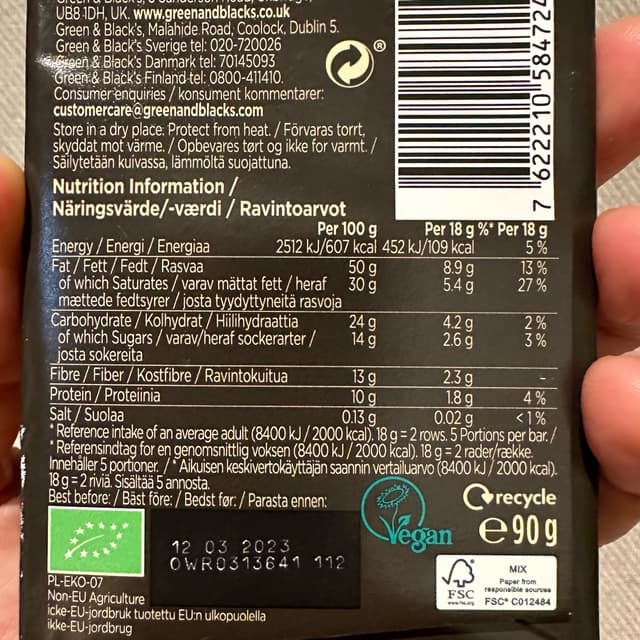 UB8 1DH, UK. www.greenandblacks.co.uk
Green & Black's, Malahide Road, Coolock, Dublin 5.
Green & Black's Sverige tel: 020-720026
Green & Black's Danmark tel: 70145093
Green & Black's Finland tel: 0800-411410.
Consumer enquiries / konsument kommentarer:
customercare@greenandblacks.com
Store in a dry place. Protect from heat. / Förvaras torrt,
skyddat mot värme. / Opbevares tørt og ikke for varmt. /
Säilytetään kuivassa, lämmöltä suojattuna.
7 622210 584724
Nutrition Information /
Näringsvärde/-værdi / Ravintoarvot
Per 100 g Per 18 g %* Per 18 g
Energy / Energi / Energiaa 2512 kJ/607 kcal 452 kJ/109 kcal 5 %
Fat / Fett / Fedt / Rasvaa 50 g 8.9 g 13 %
of which Saturates / varav mättat fett / heraf 30 g 5.4 g 27 %
mættede fedtsyrer / josta tyydyttyneitä rasvoja
Carbohydrate / Kolhydrat / Hiilihydraattia 24 g 4.2 g 2 %
of which Sugars / varav/heraf sockerarter / 14 g 2.6 g 3 %
josta sokereita
Fibre / Fiber / Kostfibre / Ravintokuitua 13 g 2.3 g -
Protein / Proteiinia 10 g 1.8 g 4 %
Salt / Suolaa 0.13 g 0.02 g <1 %
* Reference intake of an average adult (8400 kJ / 2000 kcal). 18 g = 2 rows. 5 Portions per bar. /
* Referensindtag for en genomsnittlig voksen (8400 kJ / 2000 kcal). 18 g = 2 rader/række.
Innehåller 5 portioner. / * Aikuisen keskivertokäyttäjän saannin vertailuarvo (8400 kJ / 2000 kcal).
18 g = 2 riviä. Sisältää 5 annosta.
Best before: / Bäst före: / Bedst før: / Parasta ennen:
12 03 2023
OWR0313641 112
Vegan
recycle
e 90 g
PL-EKO-07
Non-EU Agriculture
icke-EU-jordbruk tuotettu EU:n ulkopuolella
ikke-EU-jordbrug
FSC
www.fsc.org
MIX
Paper from
responsible sources
FSC® C012484